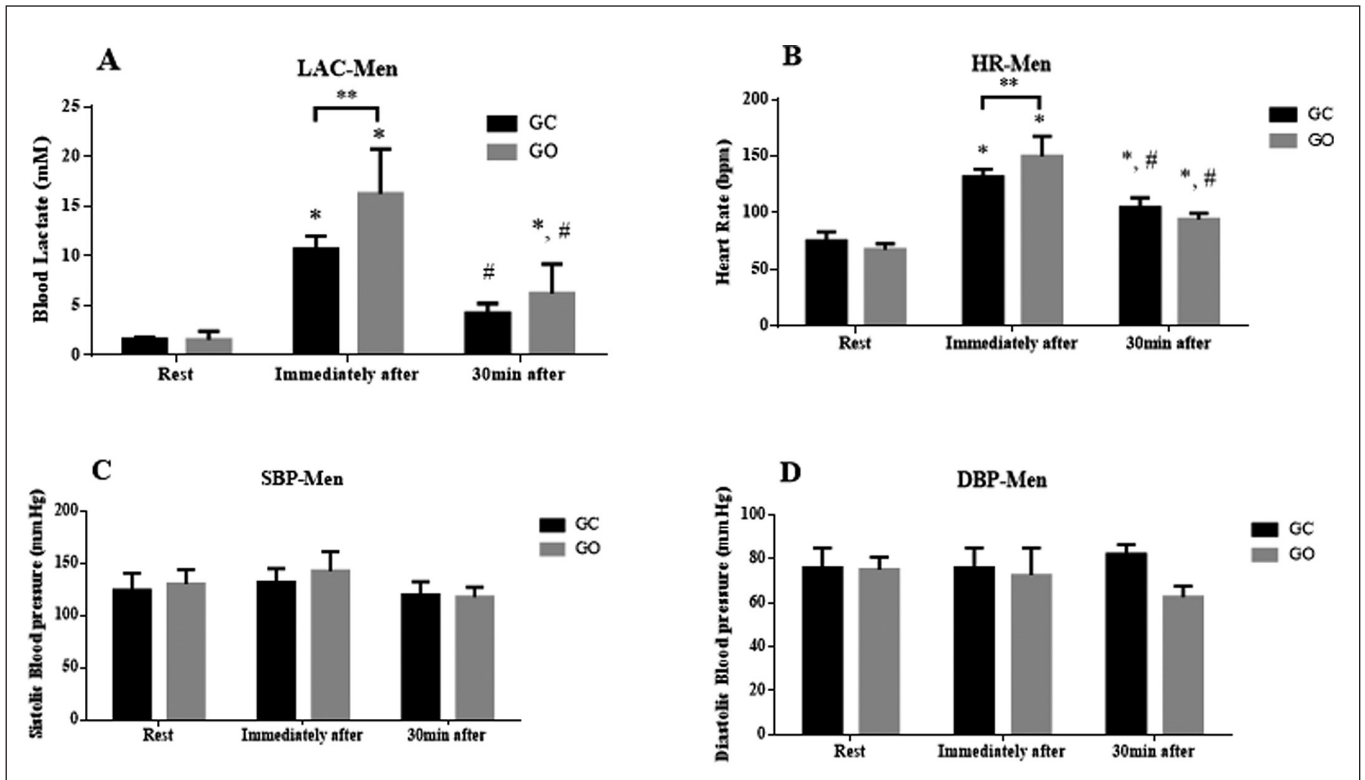 A
LAC-Men
**
25
20
15
10
5
0
Blood Lactate (mM)
*
*
#
*, #
GC
GO
Rest
Immediately after
30min after
B
HR-Men
**
200
150
100
50
0
Heart Rate (bpm)
*
*
*, #
*, #
GC
GO
Rest
Immediately after
30min after
C
SBP-Men
200
150
100
50
0
Sistolic Blood pressure (mmHg)
GC
GO
Rest
Immediately after
30min after
D
DBP-Men
100
80
60
40
20
0
Diastolic Blood pressure (mmHg)
GC
GO
Rest
Immediately after
30min after